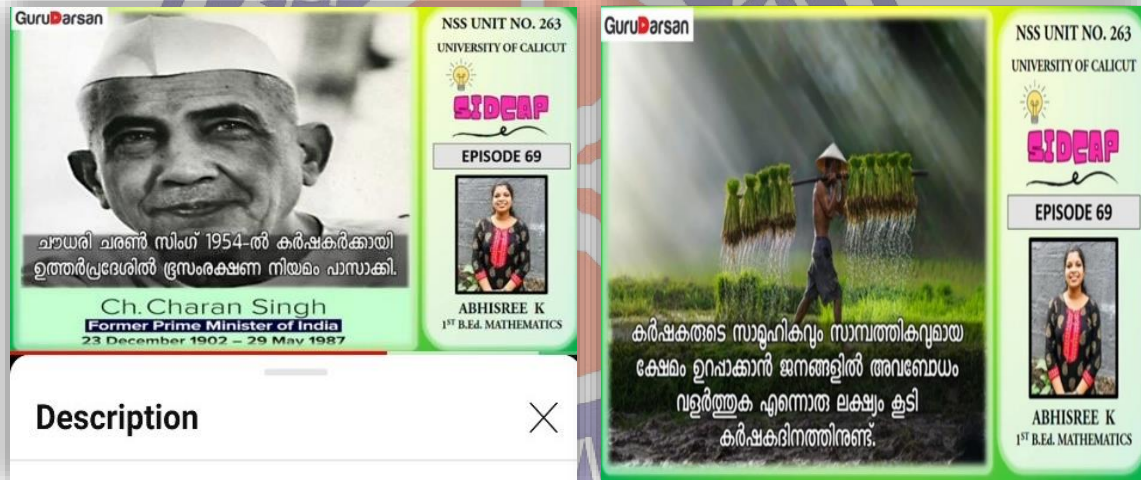 GuruDarsan
NSS UNIT NO. 263
UNIVERSITY OF CALICUT
SIDCAP
EPISODE 69
ചൗധരി ചരൺ സിംഗ് 1954-ൽ കർഷകർക്കായി
ഉത്തർപ്രദേശിൽ ഭൂസംരക്ഷണ നിയമം പാസാക്കി.
Ch. Charan Singh
Former Prime Minister of India
23 December 1902 – 29 May 1987
ABHISREE K
1ST B.Ed. MATHEMATICS
Description
GuruDarsan
NSS UNIT NO. 263
UNIVERSITY OF CALICUT
SIDCAP
EPISODE 69
കർഷകരുടെ സാമൂഹികവും സാമ്പത്തികവുമായ
ക്ഷേമം ഉറപ്പാക്കാൻ ജനങ്ങളിൽ അവബോധം
വളർത്തുക എന്നൊരു ലക്ഷ്യം കൂടി
കർഷകദിനത്തിനുണ്ട്.
ABHISREE K
1ST B.Ed. MATHEMATICS